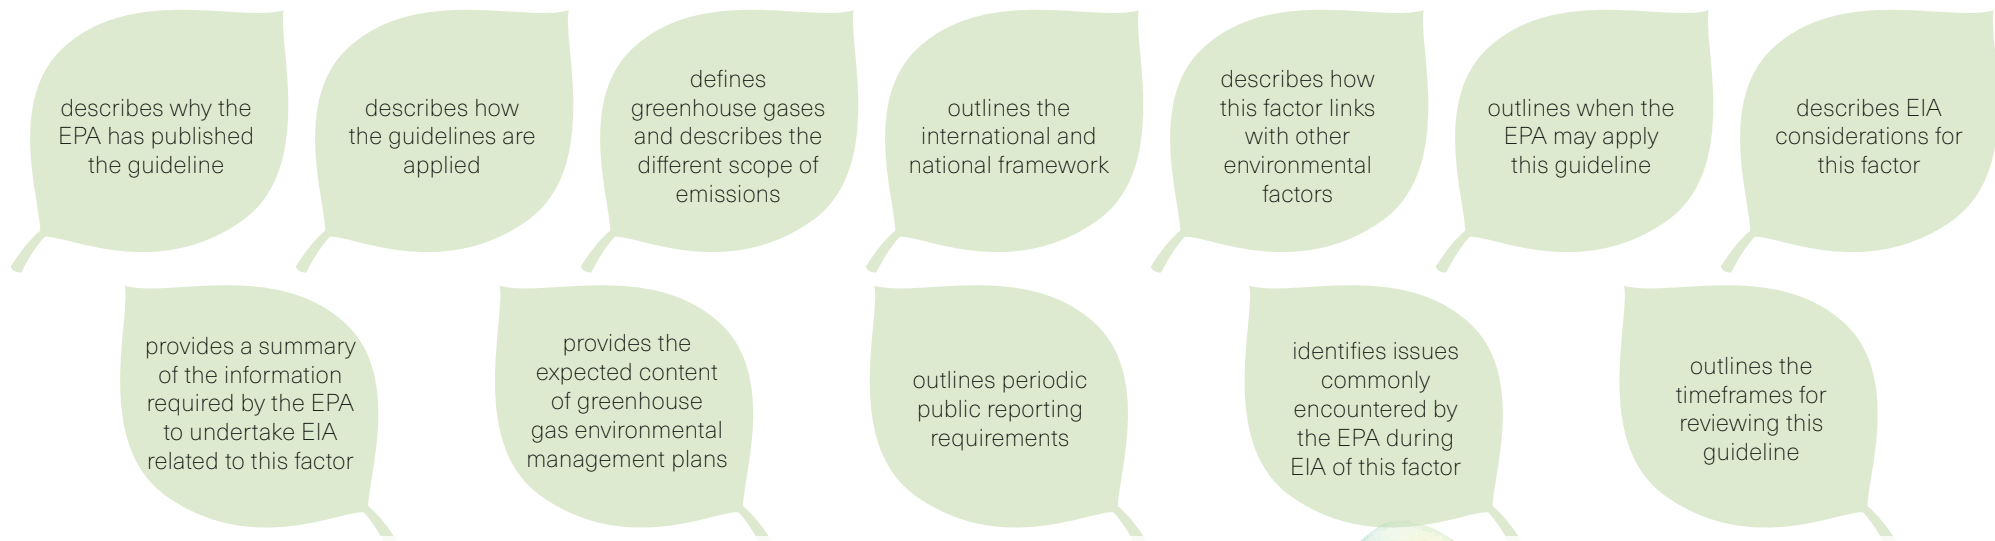 describes why the
EPA has published
the guideline
describes how
the guidelines are
applied
defines
greenhouse gases
and describes the
different scope of
emissions
outlines the
international and
national framework
describes how
this factor links
with other
environmental
factors
outlines when the
EPA may apply
this guideline
describes EIA
considerations for
this factor
provides a summary
of the information
required by the EPA
to undertake EIA
related to this factor
provides the
expected content
of greenhouse
gas environmental
management plans
outlines periodic
public reporting
requirements
identifies issues
commonly
encountered by
the EPA during
EIA of this factor
outlines the
timeframes for
reviewing this
guideline